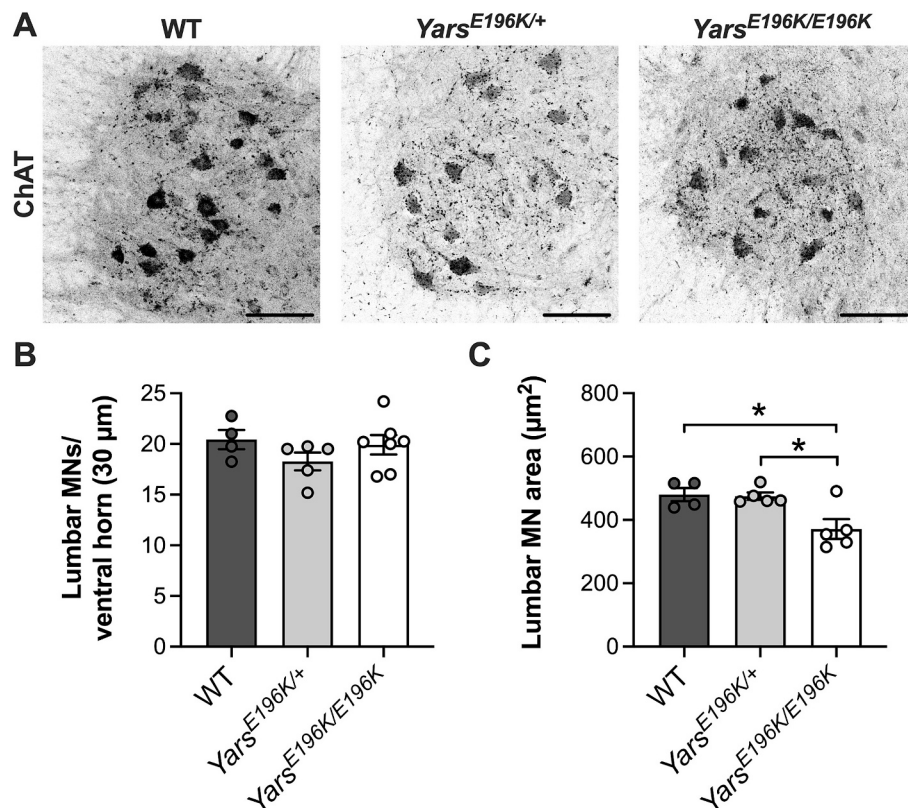 A
WT
Yars^E196K/+
Yars^E196K/E196K
ChAT
B
Lumbar MNs/
ventral horn (30 µm)
25
20
15
10
5
0
WT
Yars^E196K/+
Yars^E196K/E196K
C
Lumbar MN area (µm²)
800
600
400
200
0
*
*
WT
Yars^E196K/+
Yars^E196K/E196K